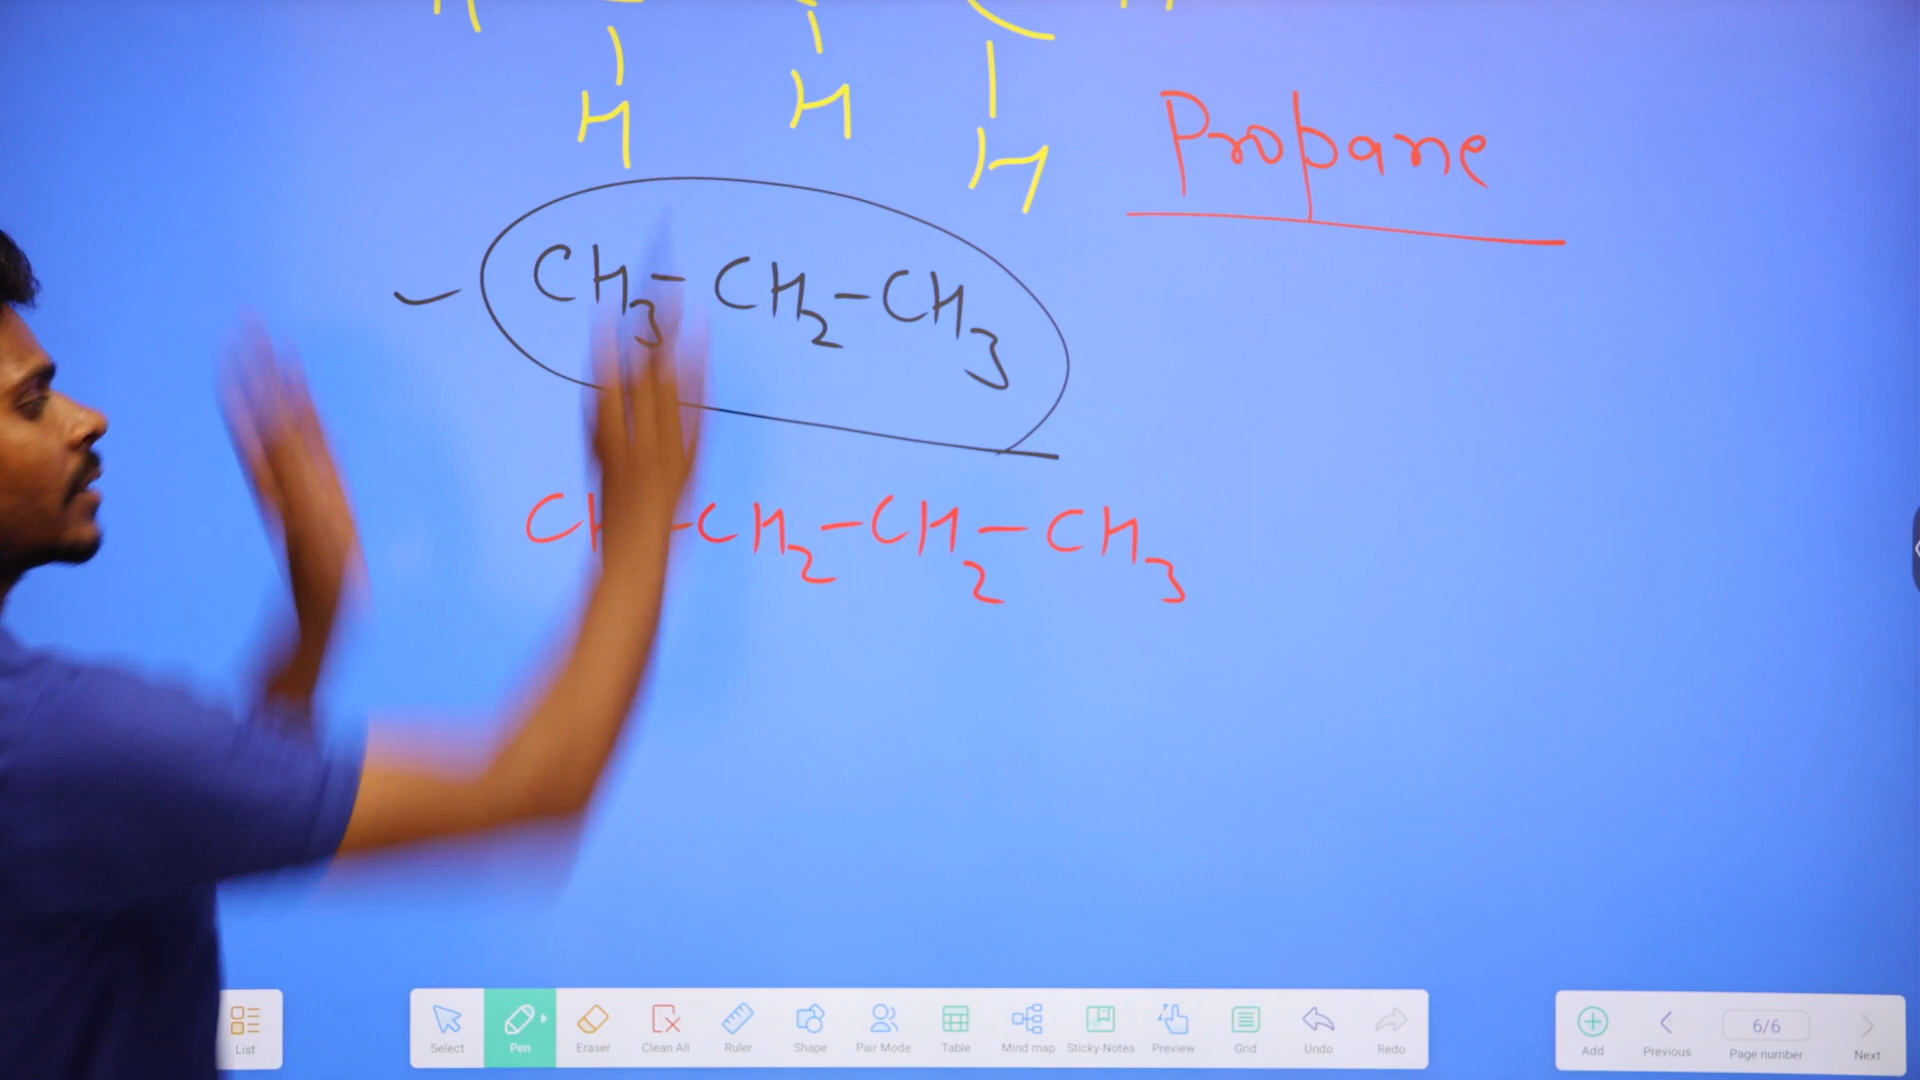 H H
H H H
Propane
CH3-CH2-CH3
CH -CH2-CH2-CH3
List
Select Pen Eraser Clean All Ruler Shape Pair Mode Table Mind map Sticky Notes Preview Grid Undo Redo
Add Previous 6/6 Page number Next